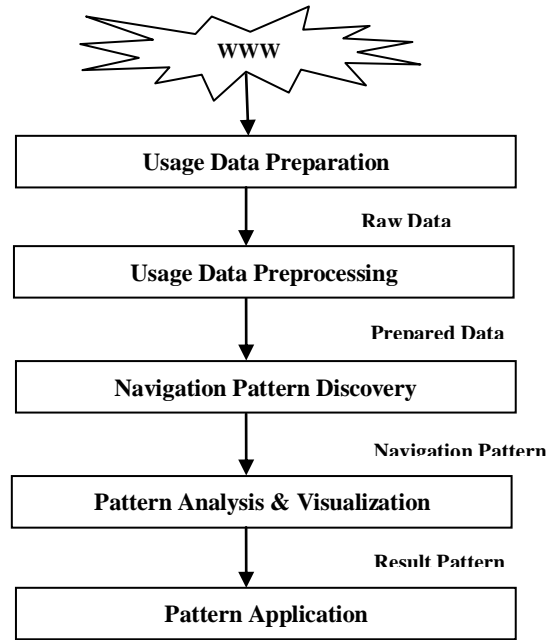 WWW
Usage Data Preparation
Raw Data
Usage Data Preprocessing
Prepared Data
Navigation Pattern Discovery
Navigation Pattern
Pattern Analysis & Visualization
Result Pattern
Pattern Application